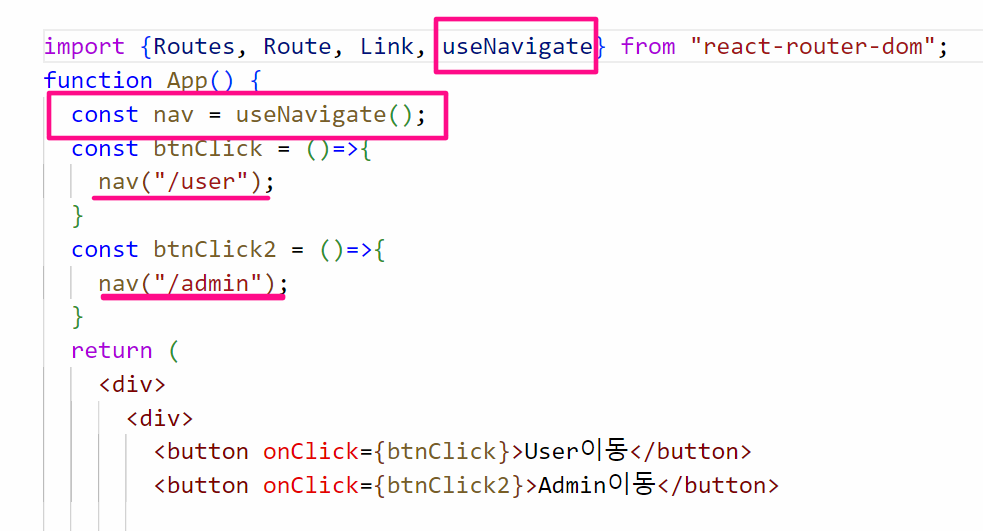 import {Routes, Route, Link, useNavigate} from "react-router-dom";
function App() {
const nav = useNavigate();
const btnClick = ()=>{
nav("/user");
}
const btnClick2 = ()=>{
nav("/admin");
}
return (
<div>
<div>
<button onClick={btnClick}>User이동</button>
<button onClick={btnClick2}>Admin이동</button>